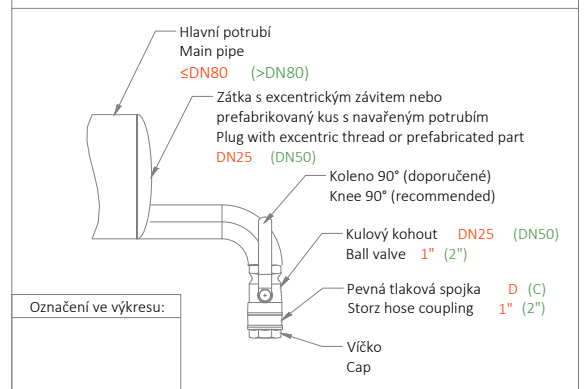 Hlavní potrubí
Main pipe
≤DN80 (>DN80)
Zátka s excentrickým závitem nebo
prefabrikovaný kus s navařeným potrubím
Plug with excentric thread or prefabricated part
DN25 (DN50)
Koleno 90° (doporučené)
Knee 90° (recommended)
Kulový kohout DN25 (DN50)
Ball valve 1" (2")
Pevná tlaková spojka D (C)
Storz hose coupling 1" (2")
Označení ve výkresu:
Víčko
Cap